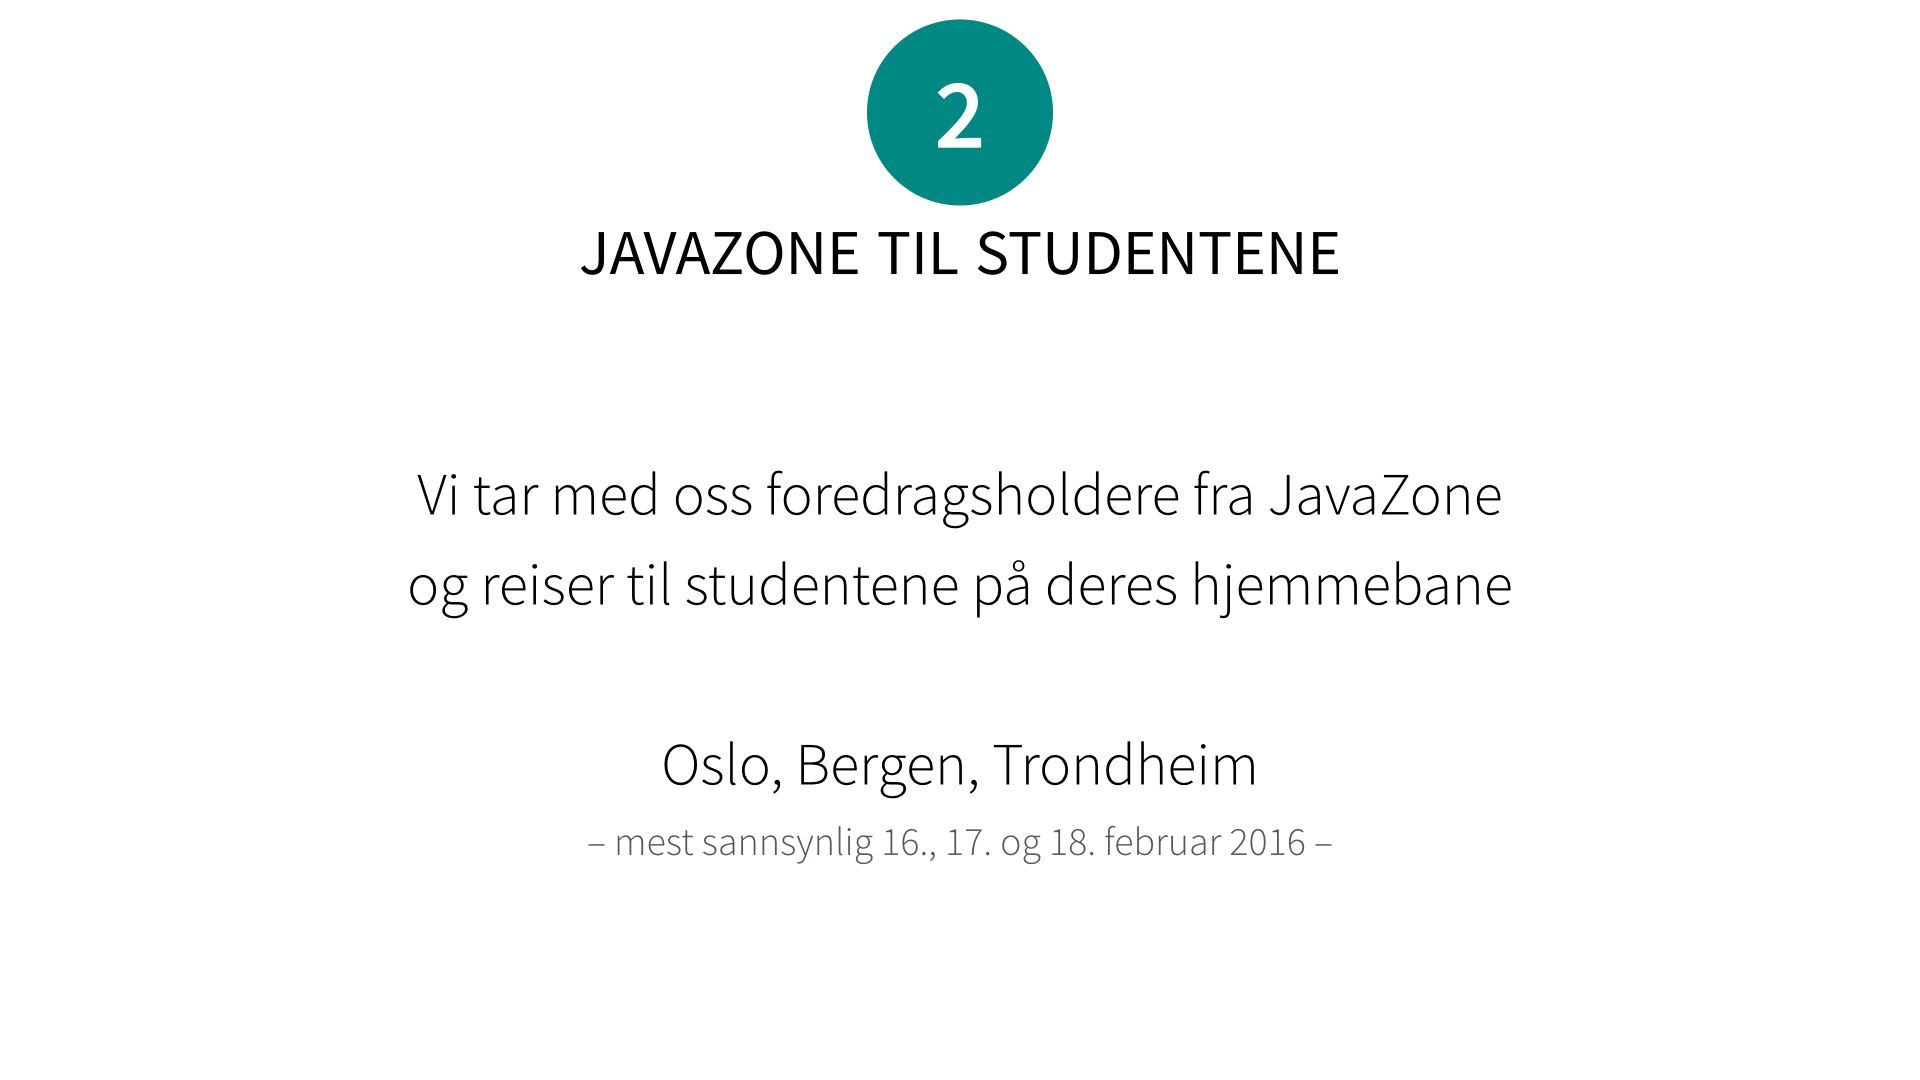 2
JAVAZONE TIL STUDENTENE
Vi tar med oss foredragsholdere fra JavaZone
og reiser til studentene på deres hjemmebane
Oslo, Bergen, Trondheim
– mest sannsynlig 16., 17. og 18. februar 2016 –